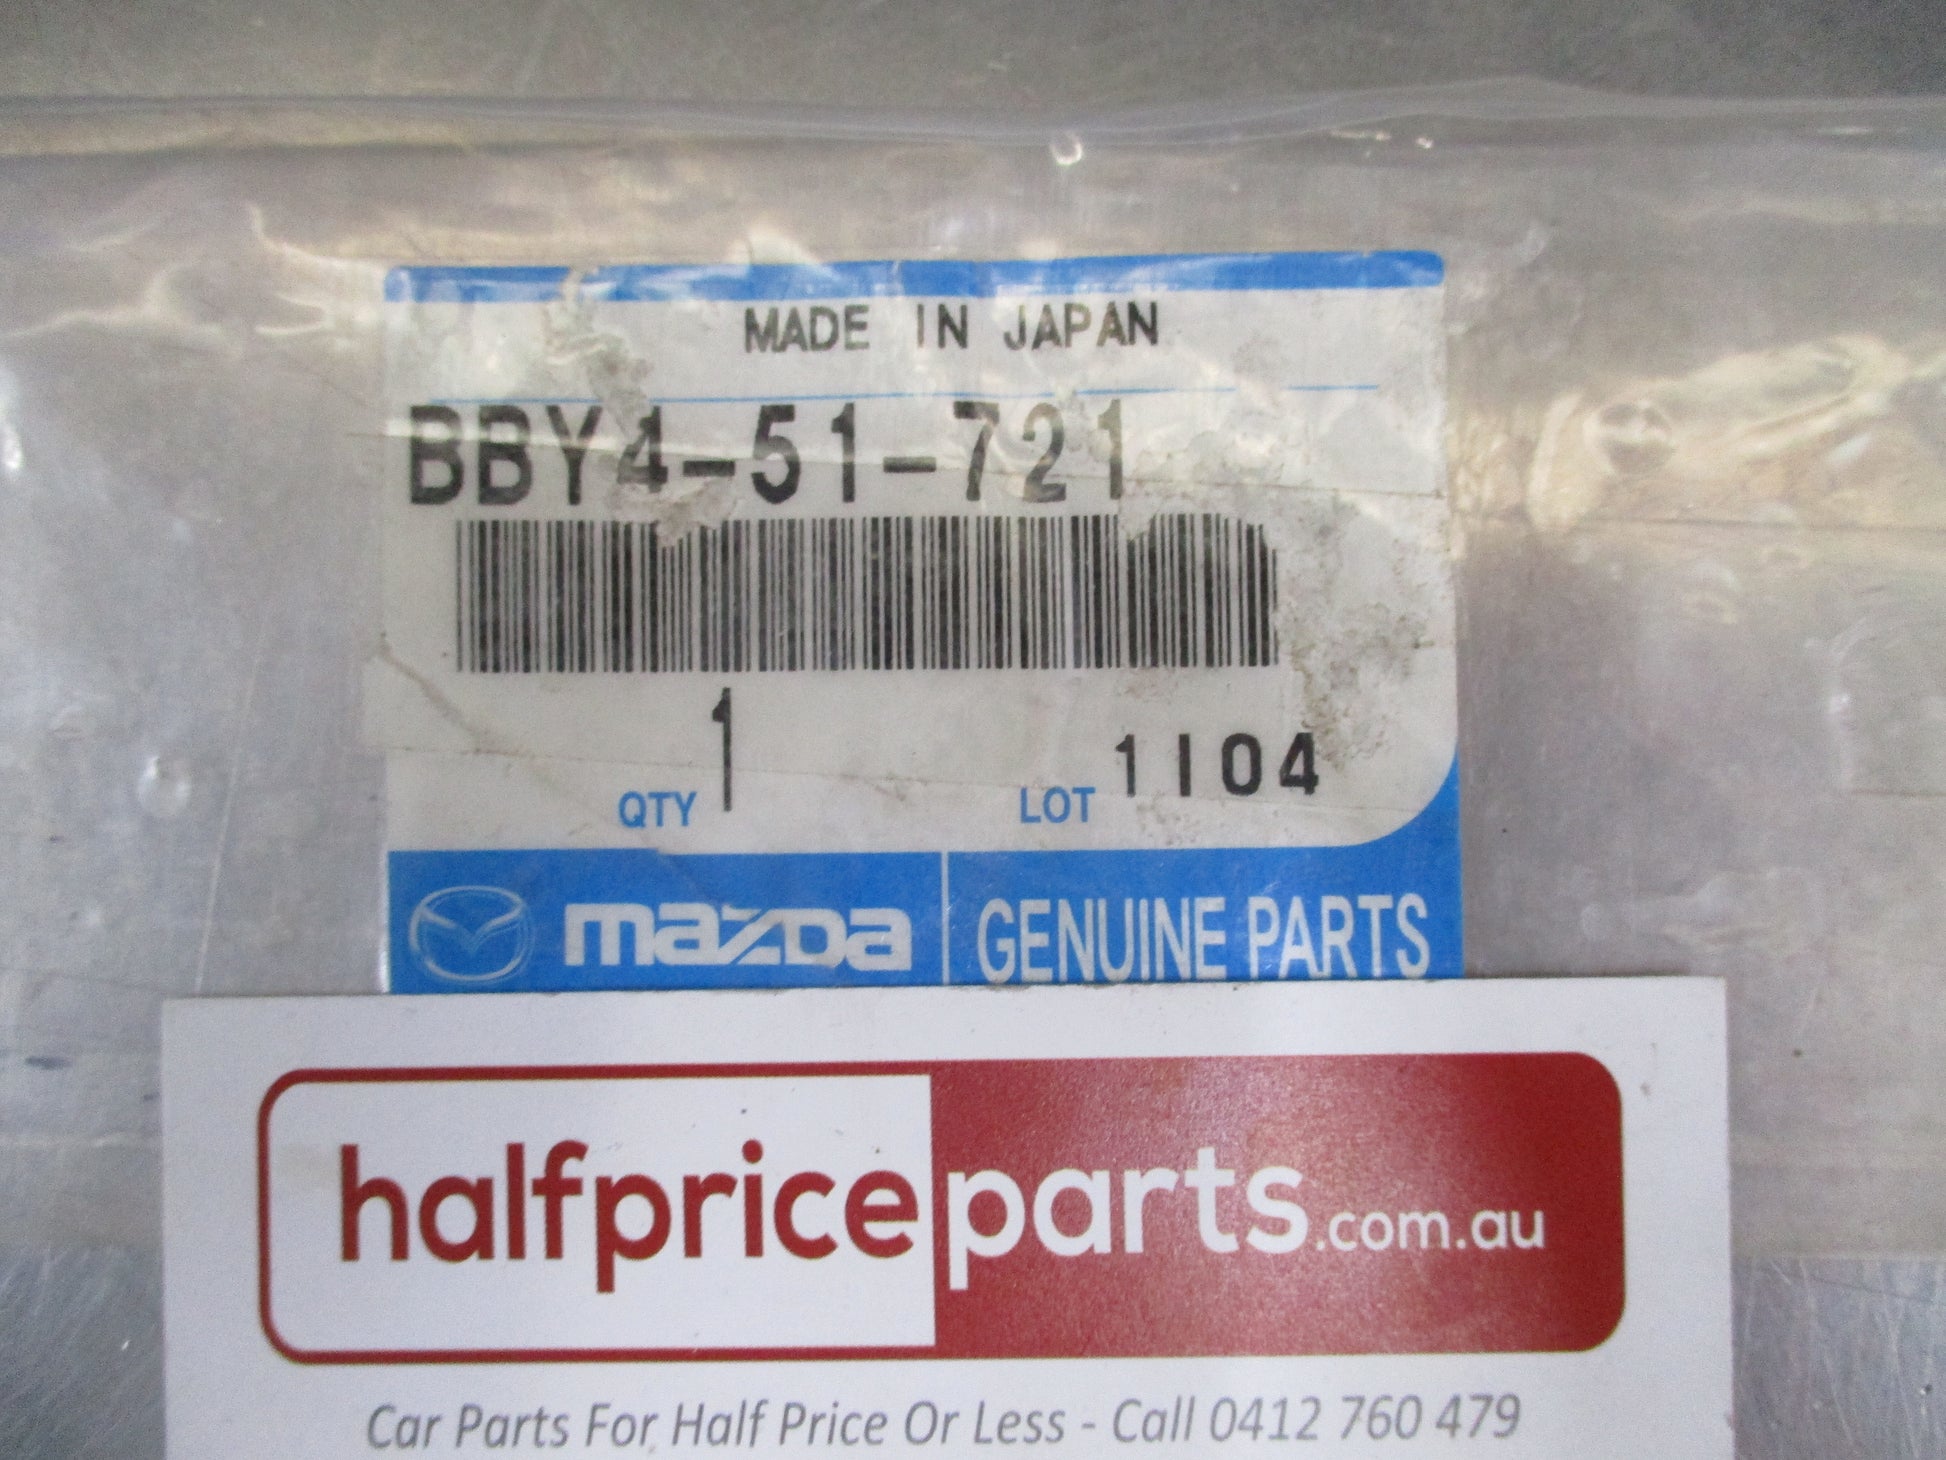 MADE IN JAPAN
BBY4-51-721
QTY 1 LOT 1I04
mazda GENUINE PARTS
halfpriceparts.com.au
Car Parts For Half Price Or Less - Call 0412 760 479